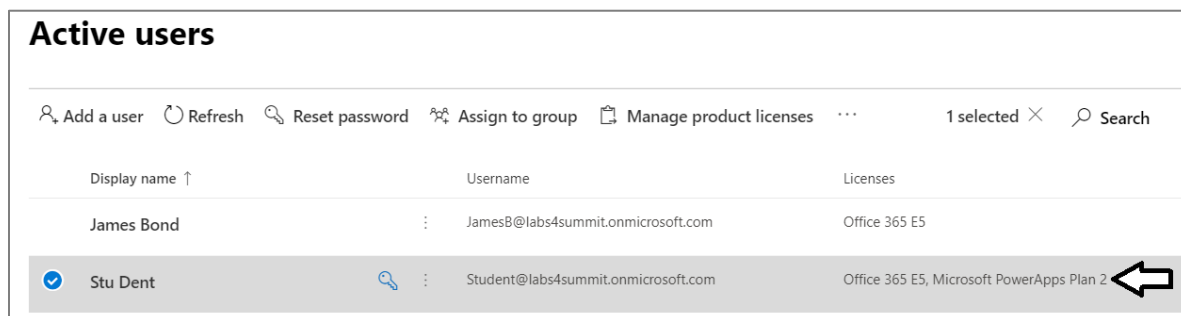 Active users
Add a user Refresh Reset password Assign to group Manage product licenses ... 1 selected Search
Display name ↑ Username Licenses
James Bond JamesB@labs4summit.onmicrosoft.com Office 365 E5
Stu Dent Student@labs4summit.onmicrosoft.com Office 365 E5, Microsoft PowerApps Plan 2